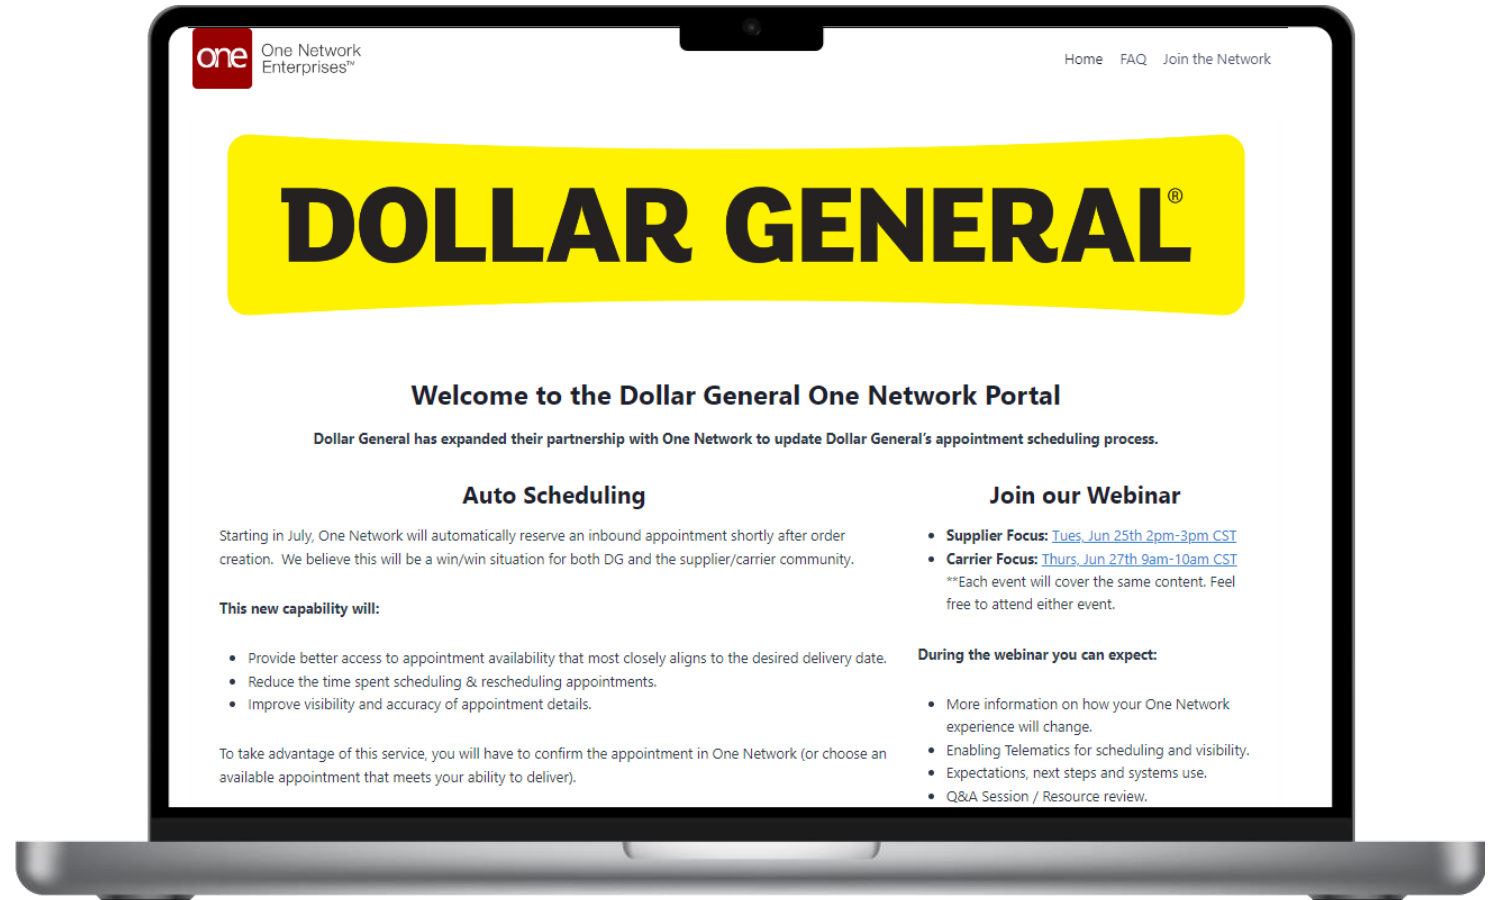 one One Network
Enterprises™
Home FAQ Join the Network
DOLLAR GENERAL®
Welcome to the Dollar General One Network Portal
Dollar General has expanded their partnership with One Network to update Dollar General's appointment scheduling process.
Auto Scheduling
Starting in July, One Network will automatically reserve an inbound appointment shortly after order
creation.  We believe this will be a win/win situation for both DG and the supplier/carrier community.
This new capability will:
• Provide better access to appointment availability that most closely aligns to the desired delivery date.
• Reduce the time spent scheduling & rescheduling appointments.
• Improve visibility and accuracy of appointment details.
To take advantage of this service, you will have to confirm the appointment in One Network (or choose an
available appointment that meets your ability to deliver).
Join our Webinar
• Supplier Focus: Tues, Jun 25th 2pm-3pm CST
• Carrier Focus: Thurs, Jun 27th 9am-10am CST
**Each event will cover the same content. Feel
free to attend either event.
During the webinar you can expect:
• More information on how your One Network
experience will change.
• Enabling Telematics for scheduling and visibility.
• Expectations, next steps and systems use.
• Q&A Session / Resource review.